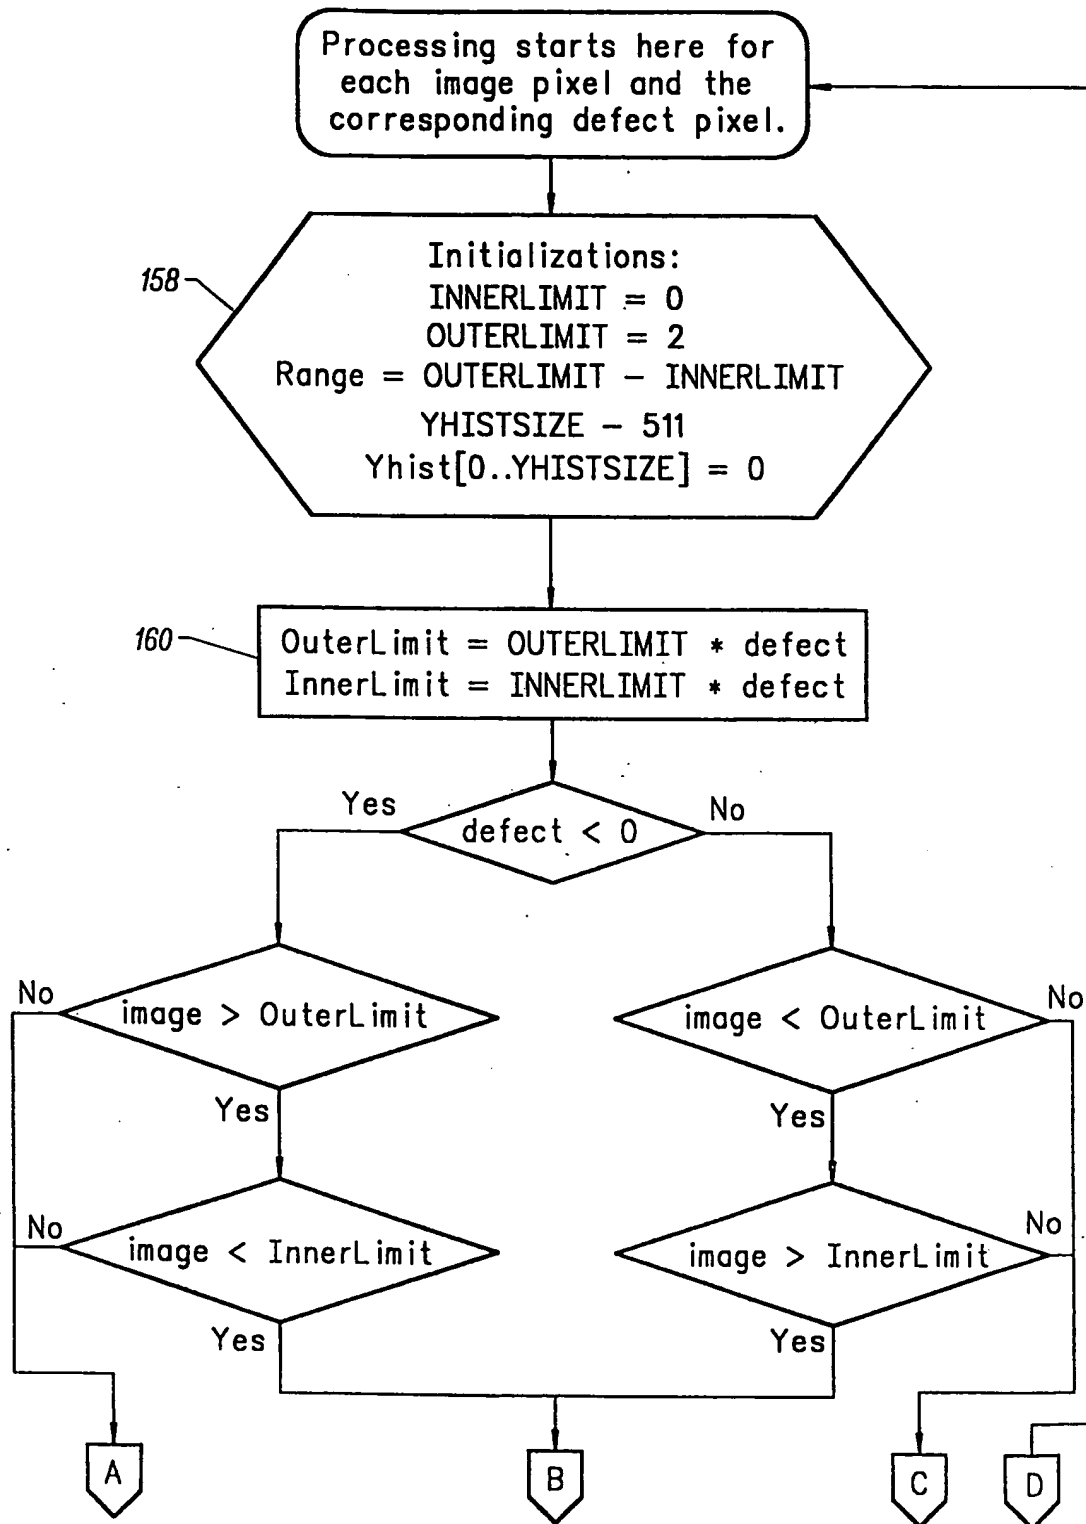 Processing starts here for
each image pixel and the
corresponding defect pixel.
158
Initializations:
INNERLIMIT = 0
OUTERLIMIT = 2
Range = OUTERLIMIT - INNERLIMIT
YHISTSIZE - 511
Yhist[0..YHISTSIZE] = 0
160
OuterLimit = OUTERLIMIT * defect
InnerLimit = INNERLIMIT * defect
Yes
defect < 0
No
No
image > OuterLimit
image < OuterLimit
No
Yes
Yes
No
image < InnerLimit
image > InnerLimit
No
Yes
Yes
A
B
C
D